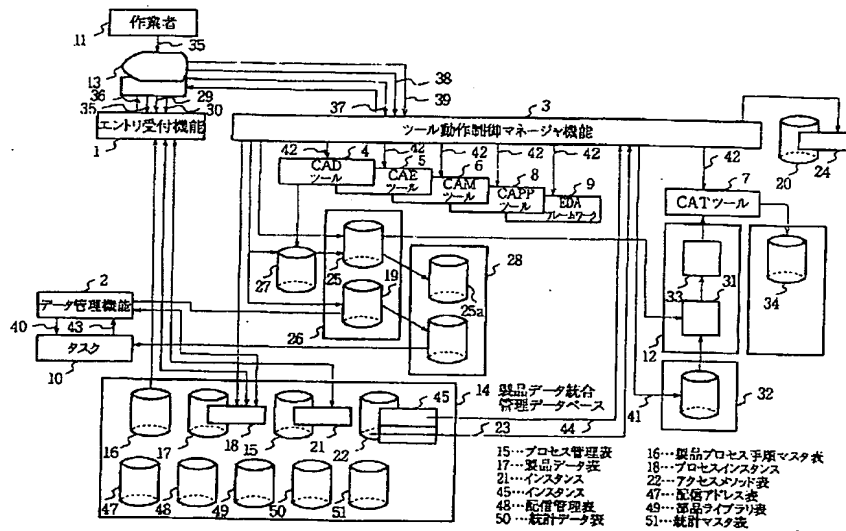 作業者
11
35
13
36
35
29
30
38
39
37
エントリ受付機能
1
3
ツール動作制御マネージャ機能
42
4
CAD
ツール
42
5
CAE
ツール
42
6
CAM
ツール
42
8
CAPP
ツール
42
9
EDA
フレームワーク
42
7
CATツール
20
24
2
データ管理機能
40
43
タスク
10
27
25
19
26
28
25a
33
31
12
34
32
41
14
製品データ統合
管理データベース
45
23
44
16
17
18
15
21
22
47
48
49
50
51
15…プロセス管理表
17…製品データ表
21…インスタンス
45…インスタンス
48…配信管理表
50…統計データ表
16…製品プロセス手順マスタ表
18…プロセスインスタンス
22…アクセスメソッド表
47…配信アドレス表
49…部品ライブラリ表
51…統計マスタ表